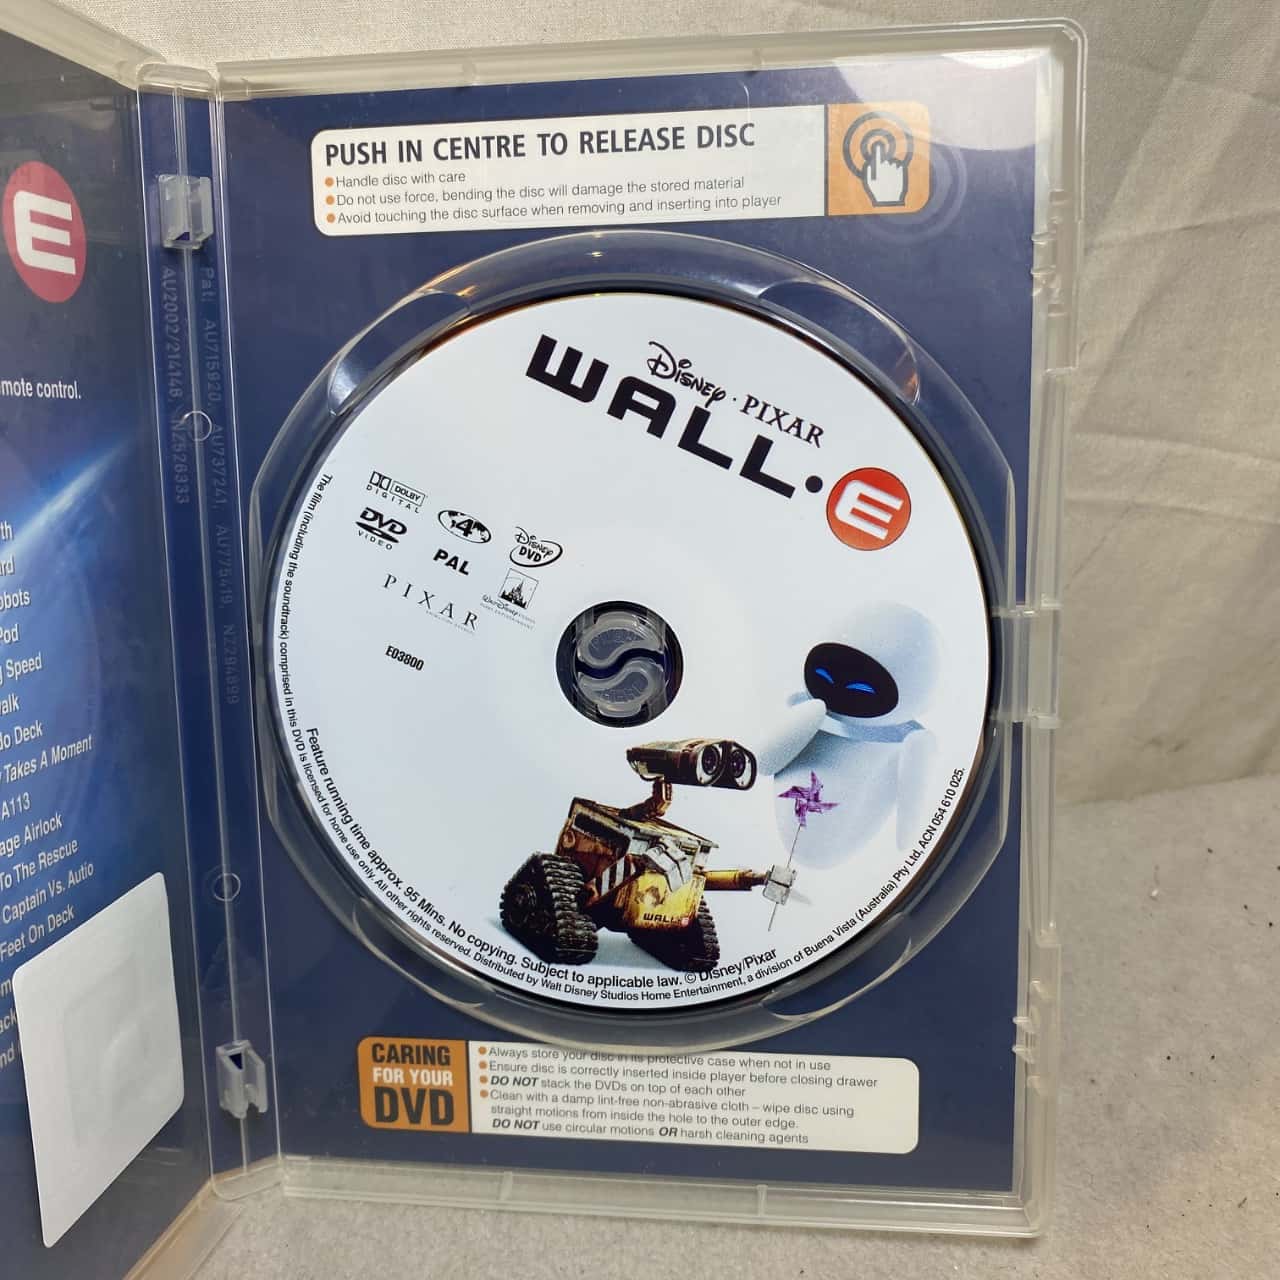 E
mote control.
th
rd
obots
Pod
g Speed
alk
do Deck
Takes A Moment
A113
age Airlock
To The Rescue
Captain Vs. Autio
Feet On Deck
Pat: AU715920, AU737241, AU775419, NZ294899
AU2002/214146 NZ526333
PUSH IN CENTRE TO RELEASE DISC
Handle disc with care
Do not use force, bending the disc will damage the stored material
Avoid touching the disc surface when removing and inserting into player
DISNEY · PIXAR
WALL·E
DOLBY
DIGITAL
DVD
VIDEO
4
PAL
DISNEY
DVD
PIXAR
WALT DISNEY
E03800
WALL
The film (including the soundtrack) comprised in this DVD is licensed for home use only. All other rights reserved. Distributed by Walt Disney Studios Home Entertainment, a division of Buena Vista (Australia) Pty Ltd, ACN 054 610 025.
Feature running time approx. 95 Mins. No copying. Subject to applicable law. © Disney/Pixar
CARING
FOR YOUR
DVD
Always store your disc in its protective case when not in use
Ensure disc is correctly inserted inside player before closing drawer
DO NOT stack the DVDs on top of each other
Clean with a damp lint-free non-abrasive cloth – wipe disc using
straight motions from inside the hole to the outer edge.
DO NOT use circular motions OR harsh cleaning agents